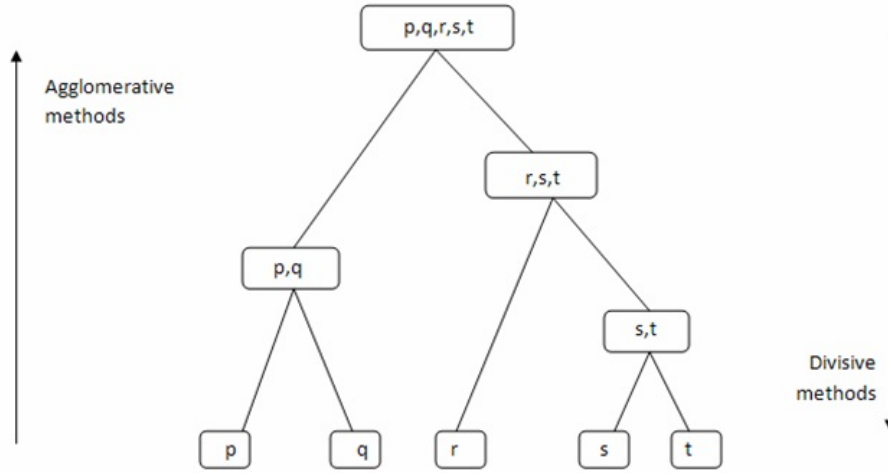 p,q,r,s,t
Agglomerative
methods
r,s,t
p,q
s,t
Divisive
methods
p
q
r
s
t